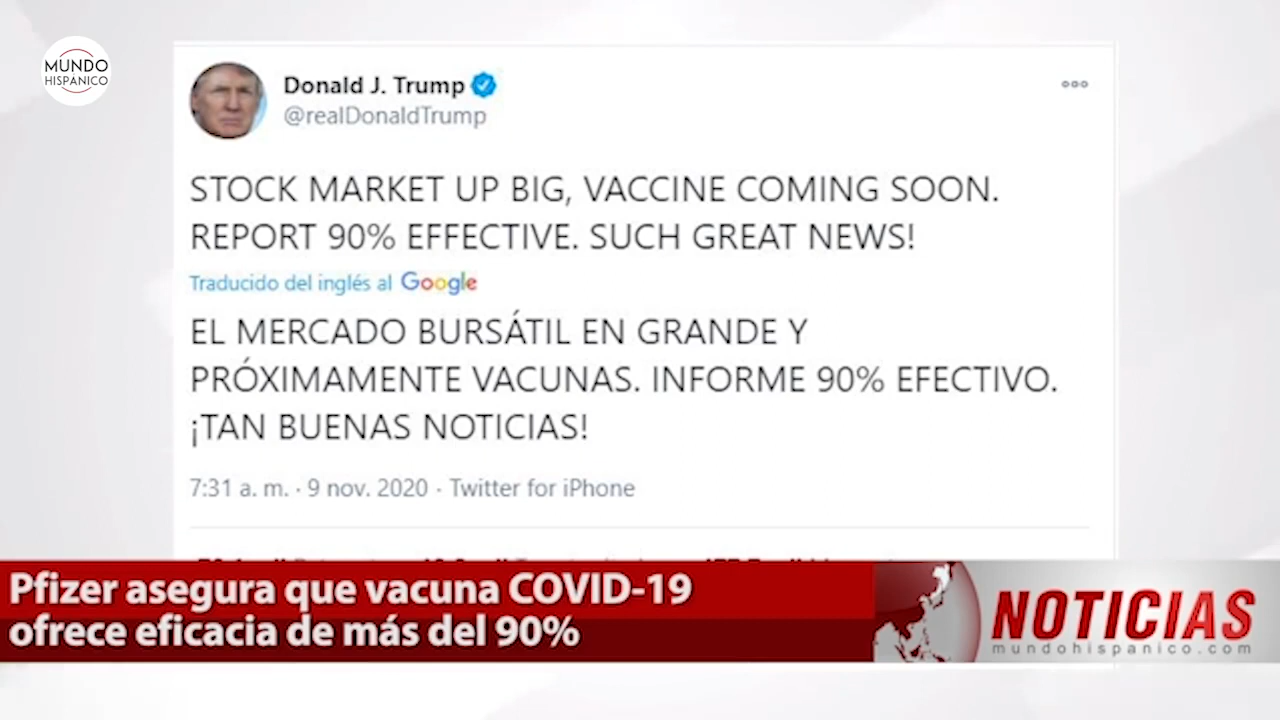 MUNDO
HISPANICO
Donald J. Trump
@realDonaldTrump
STOCK MARKET UP BIG, VACCINE COMING SOON.
REPORT 90% EFFECTIVE. SUCH GREAT NEWS!
Traducido del inglés al Google
EL MERCADO BURSÁTIL EN GRANDE Y
PRÓXIMAMENTE VACUNAS. INFORME 90% EFECTIVO.
¡TAN BUENAS NOTICIAS!
7:31 a. m. · 9 nov. 2020 · Twitter for iPhone
Pfizer asegura que vacuna COVID-19
ofrece eficacia de más del 90%
NOTICIAS
mundohispanico.com